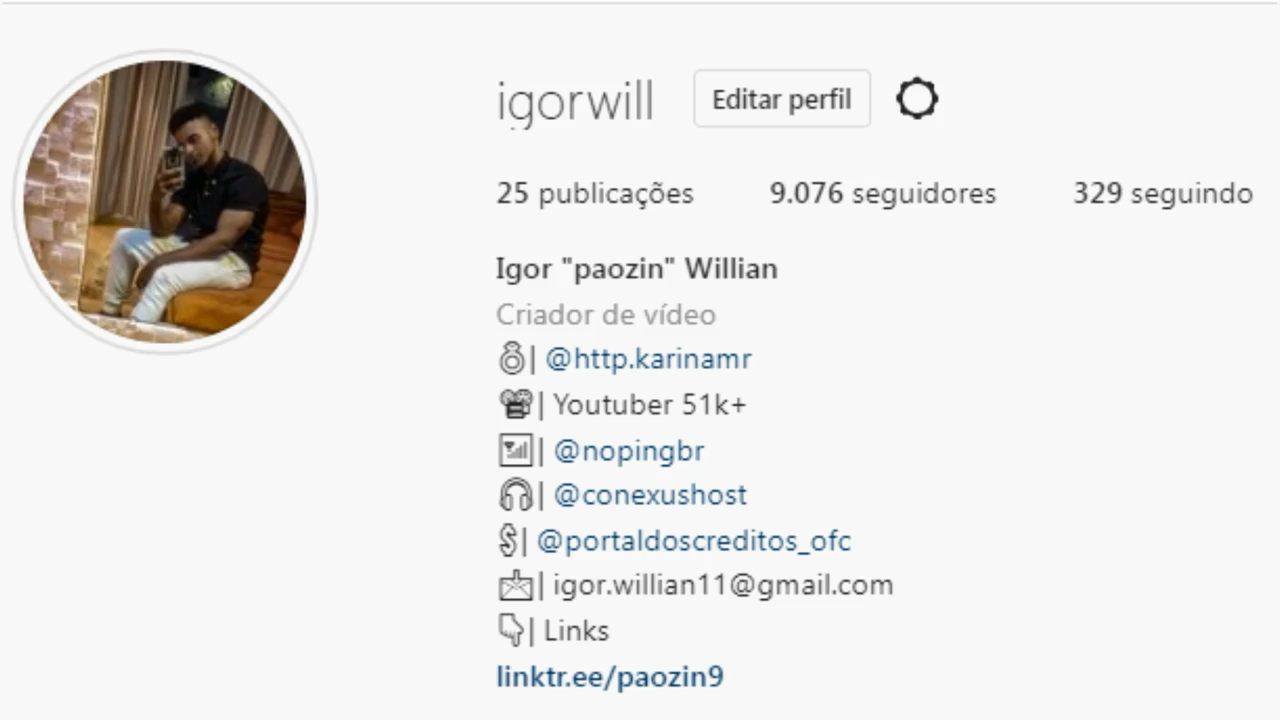 igorwill Editar perfil
25 publicações 9.076 seguidores 329 seguindo
Igor "paozin" Willian
Criador de vídeo
| @http.karinamr
| Youtuber 51k+
| @nopingbr
| @conexushost
| @portaldoscreditos_ofc
| igor.willian11@gmail.com
| Links
linktr.ee/paozin9